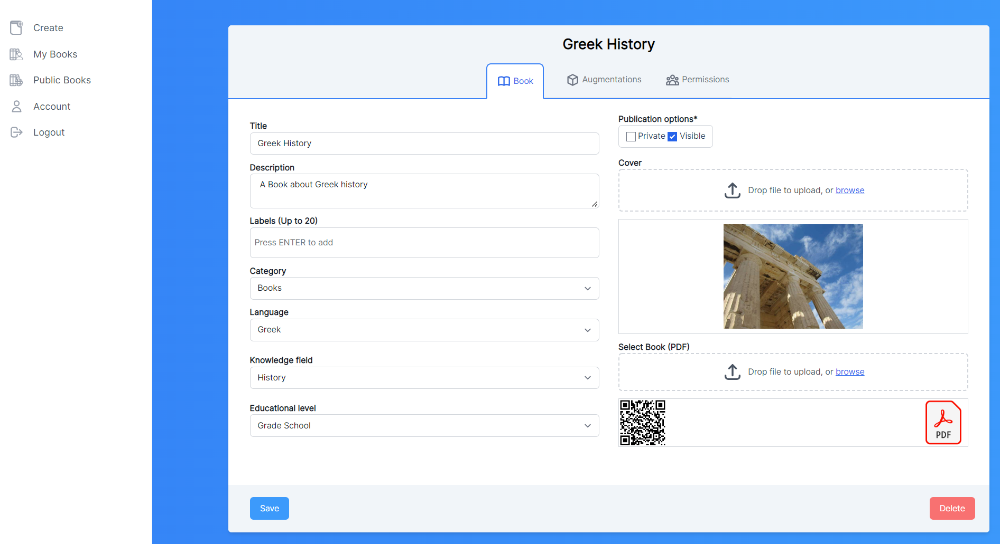 Create
My Books
Public Books
Account
Logout
Greek History
Book
Augmentations
Permissions
Title
Greek History
Description
A Book about Greek history
Labels (Up to 20)
Press ENTER to add
Category
Books
Language
Greek
Knowledge field
History
Educational level
Grade School
Publication options*
Private Visible
Cover
Drop file to upload, or browse
Select Book (PDF)
Drop file to upload, or browse
PDF
Save
Delete